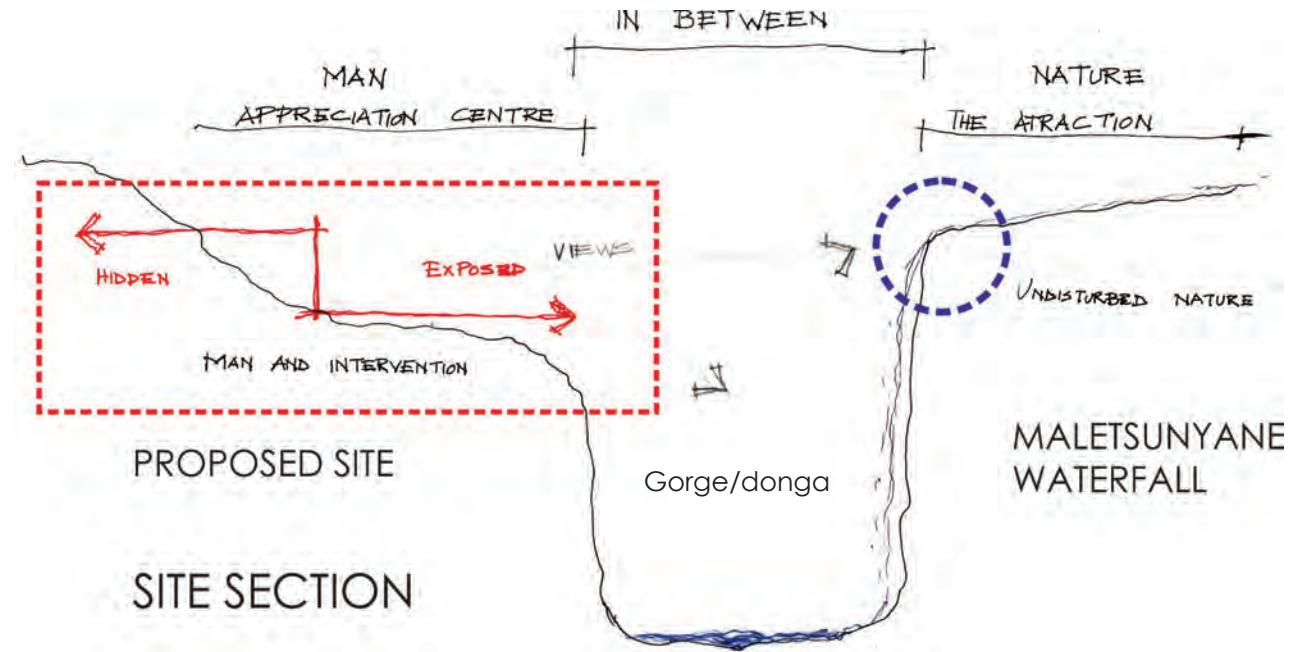 IN BETWEEN
MAN
APPRECIATION CENTRE
NATURE
THE ATRACTION
HIDDEN
EXPOSED
VIEWS
UNDISTURBED NATURE
MAN AND INTERVENTION
PROPOSED SITE
Gorge/donga
MALETSUNYANE
WATERFALL
SITE SECTION